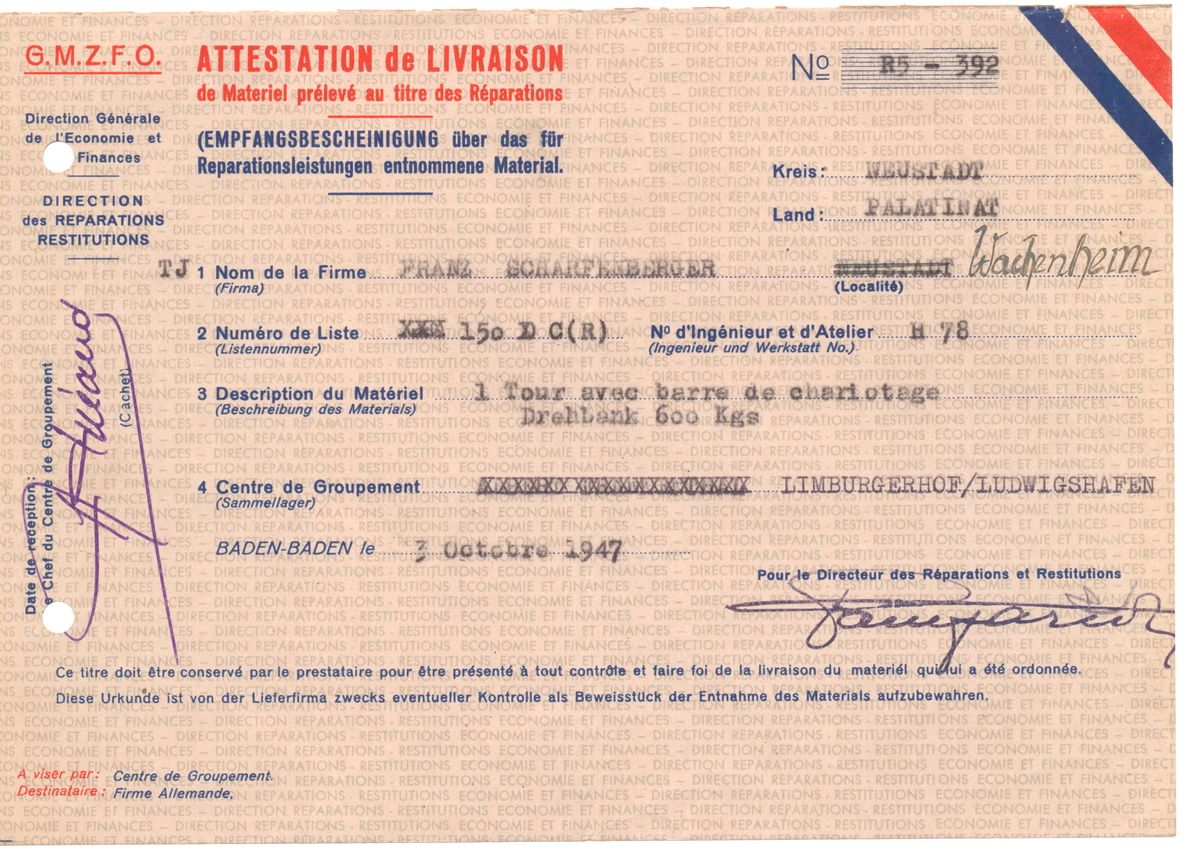 G.M.Z.F.O.
Direction Générale
de l'Economie et
Finances
DIRECTION
des REPARATIONS
RESTITUTIONS
ATTESTATION de LIVRAISON
de Materiel prélevé au titre des Réparations
(EMPFANGSBESCHEINIGUNG über das für
Reparationsleistungen entnommene Material.
No R5 - 392
Kreis: NEUSTADT
Land: PALATINAT
TJ 1 Nom de la Firme FRANZ SCHARFENBERGER NEUSTADT Wachenheim
(Firma) (Localité)
2 Numéro de Liste XXX 150 D C(R) No d'Ingénieur et d'Atelier H 78
(Listennummer) (Ingenieur und Werkstatt No.)
3 Description du Matériel 1 Tour avec barre de chariotage
(Beschreibung des Materials) Drehbank 600 Kgs
4 Centre de Groupement XXXXXXXXXXXXXXXXXXX LIMBURGERHOF/LUDWIGSHAFEN
(Sammellager)
BADEN-BADEN le 3 Octobre 1947
Date de reception:
e Chef du Centre de Groupement
(Cachet)
Pour le Directeur des Réparations et Restitutions
Ce titre doit être conservé par le prestataire pour être présenté à tout contrôte et faire foi de la livraison du materiél qui lui a été ordonnée.
Diese Urkunde ist von der Lieferfirma zwecks eventueller Kontrolle als Beweisstück der Entnahme des Materials aufzubewahren.
A viser par: Centre de Groupement.
Destinataire: Firme Allemande,